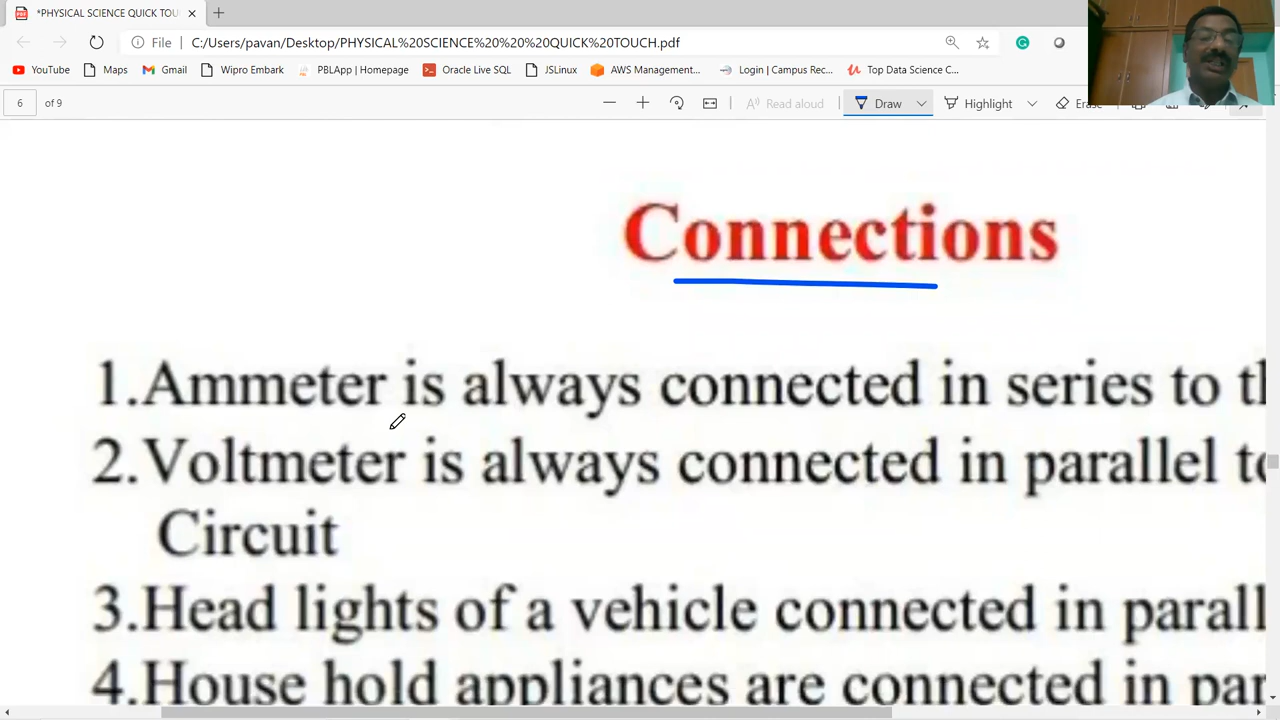 *PHYSICAL SCIENCE QUICK TOU
File C:/Users/pavan/Desktop/PHYSICAL%20SCIENCE%20%20%20QUICK%20TOUCH.pdf
YouTube Maps Gmail Wipro Embark PBLApp | Homepage Oracle Live SQL JSLinux AWS Management... Login | Campus Rec... Top Data Science C...
6 of 9 Read aloud Draw Highlight Erase
Connections
1.Ammeter is always connected in series to th
2.Voltmeter is always connected in parallel to
Circuit
3.Head lights of a vehicle connected in parall
4.House hold appliances are connected in par